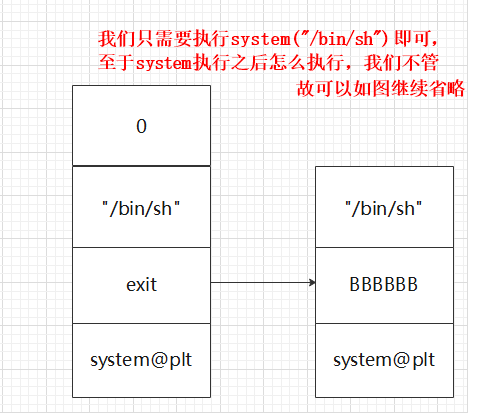 我们只需要执行system("/bin/sh")即可，
至于system执行之后怎么执行，我们不管
故可以如图继续省略
0
"/bin/sh"
exit
system@plt
"/bin/sh"
BBBBBB
system@plt